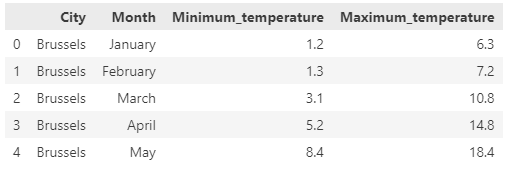 City Month Minimum_temperature Maximum_temperature
0 Brussels January 1.2 6.3
1 Brussels February 1.3 7.2
2 Brussels March 3.1 10.8
3 Brussels April 5.2 14.8
4 Brussels May 8.4 18.4